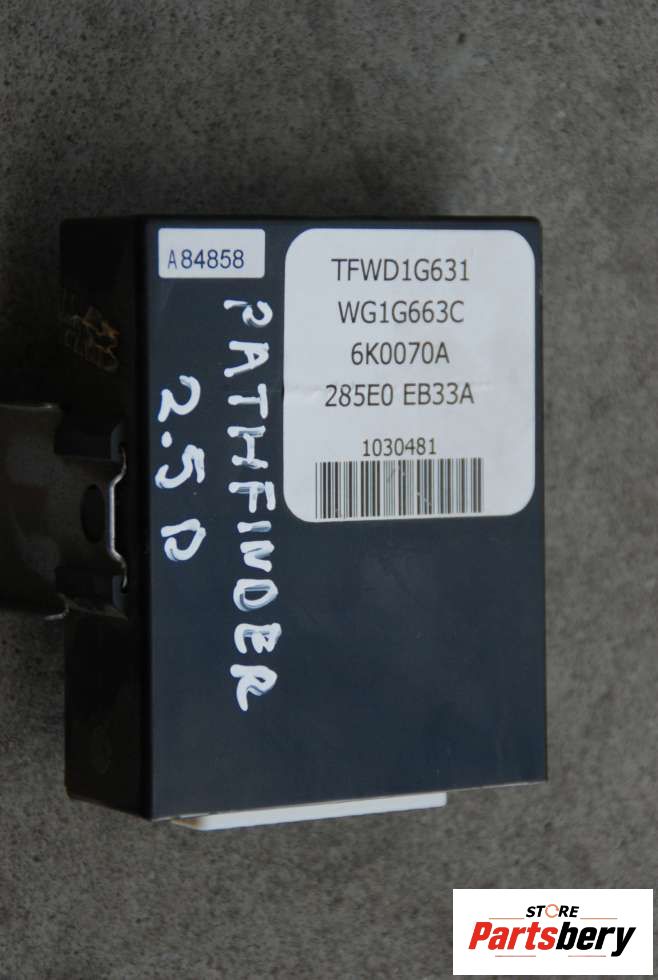 A84858
TFWD1G631
WG1G663C
6K0070A
285E0 EB33A
1030481
PATHFINDER
2.5 D
STORE
Partsbery